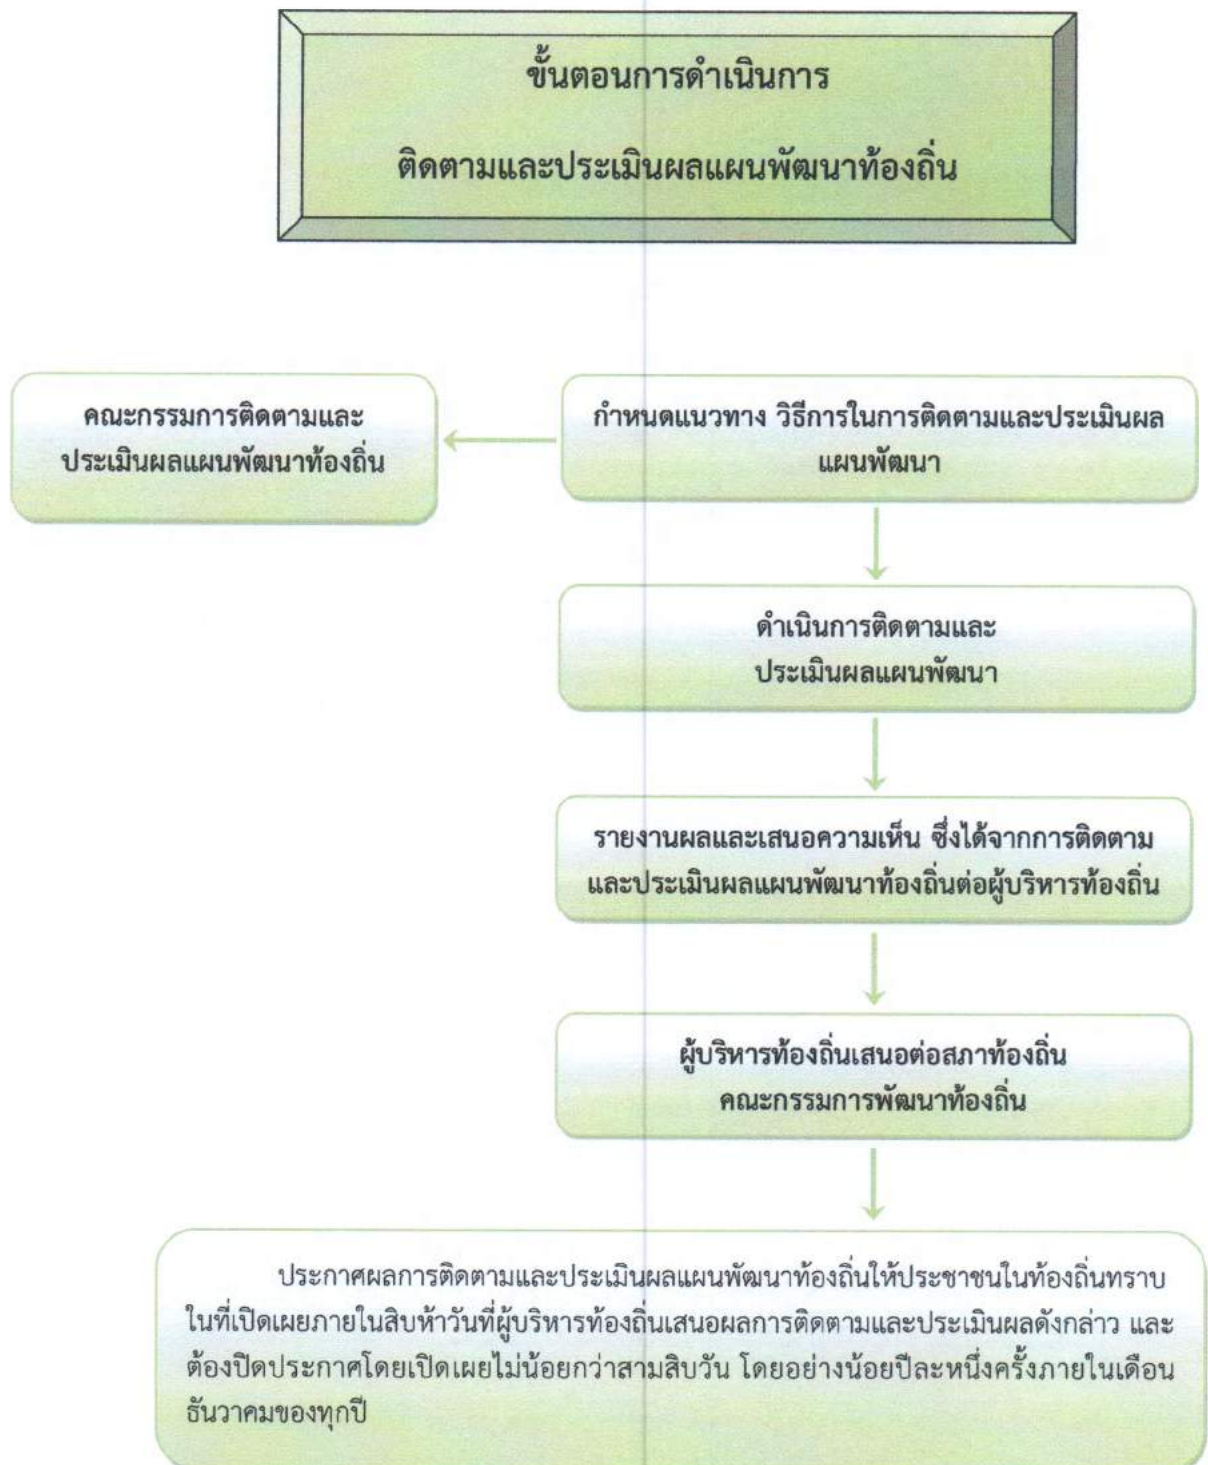 ขั้นตอนการดำเนินการ
ติดตามและประเมินผลแผนพัฒนาท้องถิ่น
คณะกรรมการติดตามและ
ประเมินผลแผนพัฒนาท้องถิ่น
กำหนดแนวทาง วิธีการในการติดตามและประเมินผล
แผนพัฒนา
ดำเนินการติดตามและ
ประเมินผลแผนพัฒนา
รายงานผลและเสนอความเห็น ซึ่งได้จากการติดตาม
และประเมินผลแผนพัฒนาท้องถิ่นต่อผู้บริหารท้องถิ่น
ผู้บริหารท้องถิ่นเสนอต่อสภาท้องถิ่น
คณะกรรมการพัฒนาท้องถิ่น
ประกาศผลการติดตามและประเมินผลแผนพัฒนาท้องถิ่นให้ประชาชนในท้องถิ่นทราบ
ในที่เปิดเผยภายในสิบห้าวันที่ผู้บริหารท้องถิ่นเสนอผลการติดตามและประเมินผลดังกล่าว และ
ต้องปิดประกาศโดยเปิดเผยไม่น้อยกว่าสามสิบวัน โดยอย่างน้อยปีละหนึ่งครั้งภายในเดือน
ธันวาคมของทุกปี